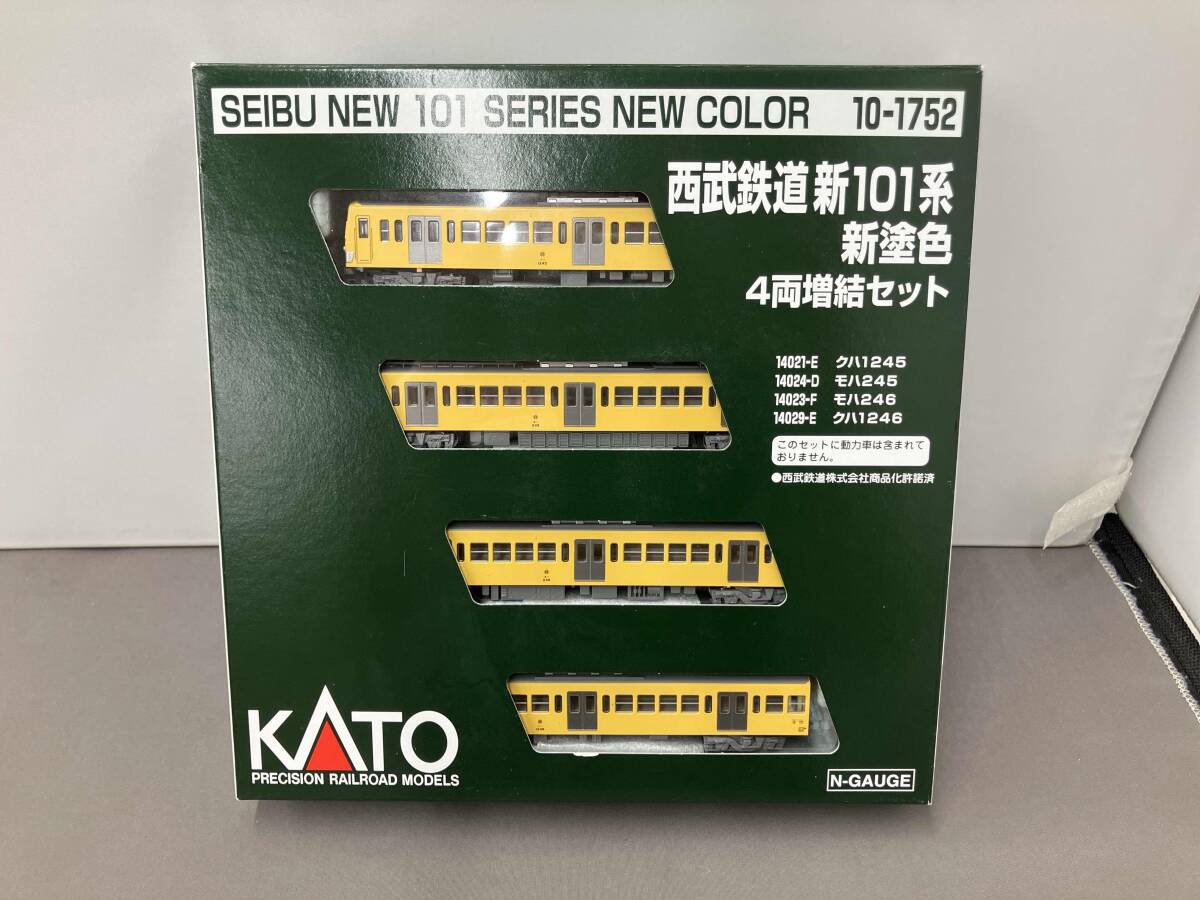 SEIBU NEW 101 SERIES NEW COLOR 10-1752
西武鉄道 新101系
新塗色
4両増結セット
14021-E クハ1245
14024-D モハ245
14023-F モハ246
14029-E クハ1246
このセットに動力車は含まれて
おりません。
●西武鉄道株式会社商品化許諾済
KATO
PRECISION RAILROAD MODELS
N-GAUGE